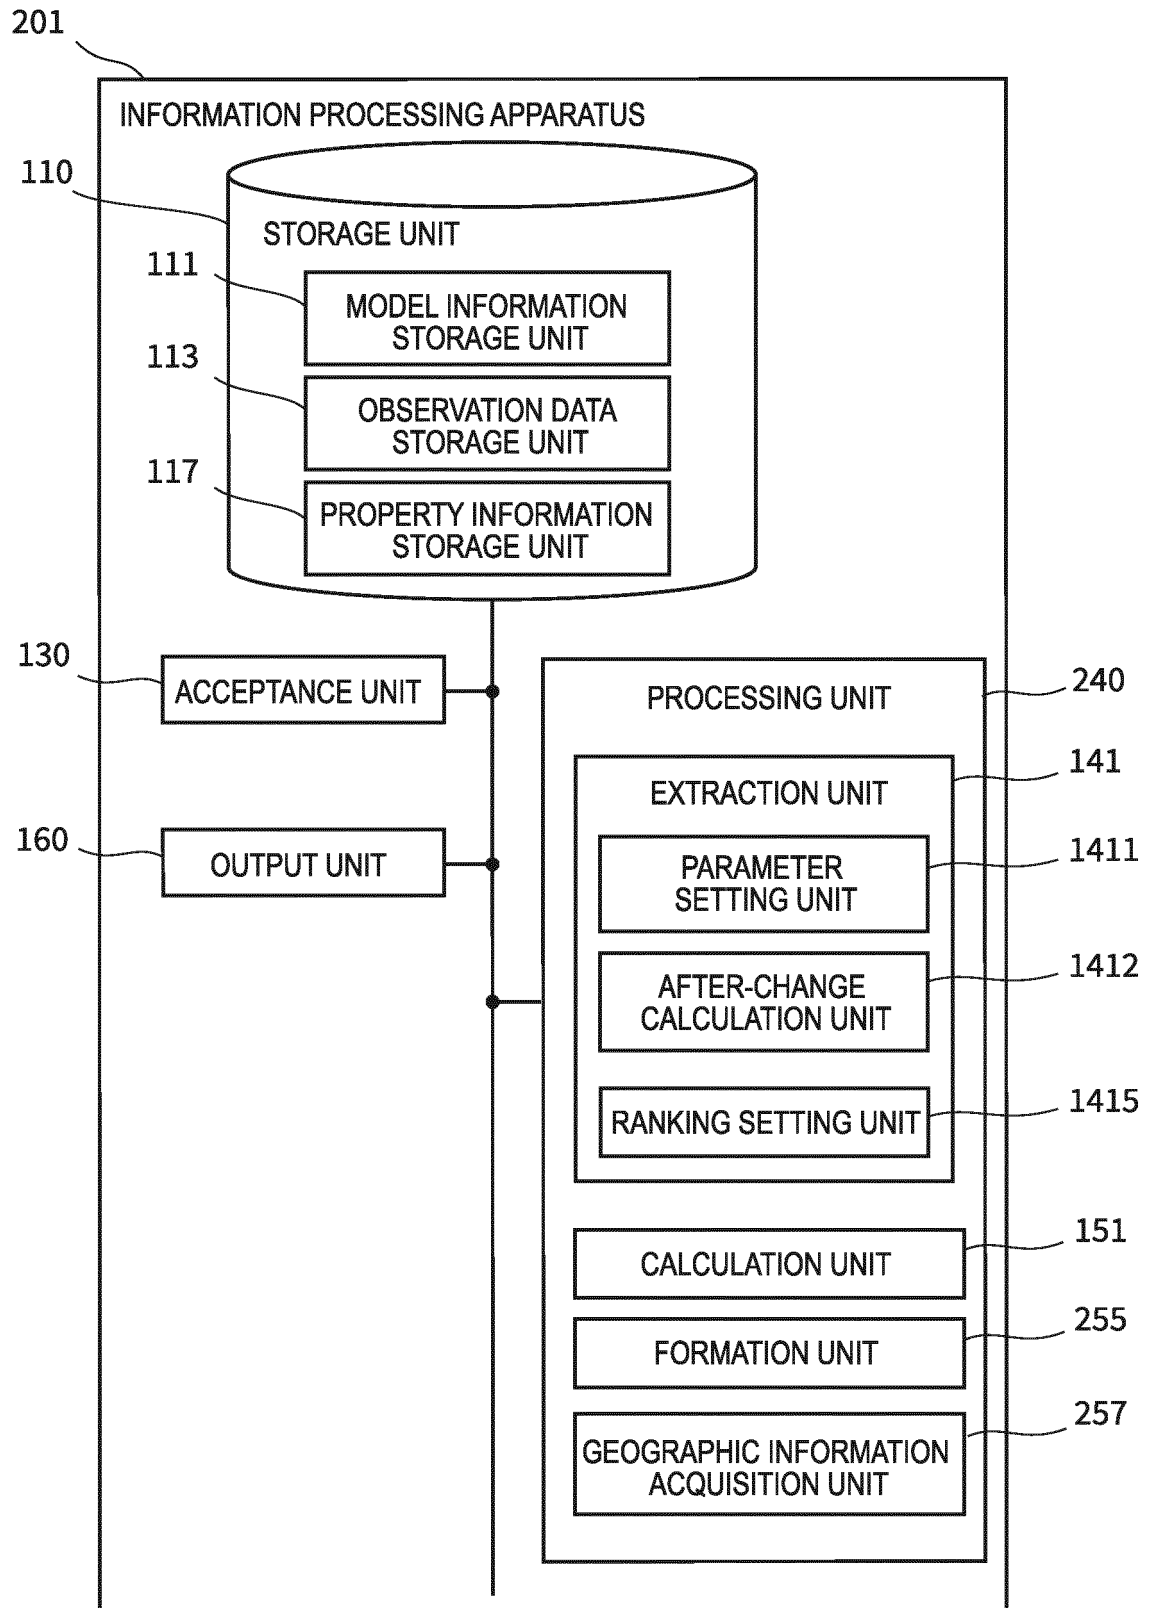 201
INFORMATION PROCESSING APPARATUS
110
STORAGE UNIT
111
MODEL INFORMATION
STORAGE UNIT
113
OBSERVATION DATA
STORAGE UNIT
117
PROPERTY INFORMATION
STORAGE UNIT
130
ACCEPTANCE UNIT
160
OUTPUT UNIT
240
PROCESSING UNIT
141
EXTRACTION UNIT
1411
PARAMETER
SETTING UNIT
1412
AFTER-CHANGE
CALCULATION UNIT
1415
RANKING SETTING UNIT
151
CALCULATION UNIT
255
FORMATION UNIT
257
GEOGRAPHIC INFORMATION
ACQUISITION UNIT